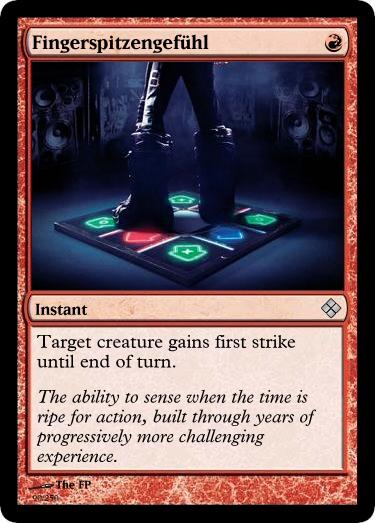 Fingerspitzengefühl
Instant
Target creature gains first strike
until end of turn.
The ability to sense when the time is
ripe for action, built through years of
progressively more challenging
experience.
The FP